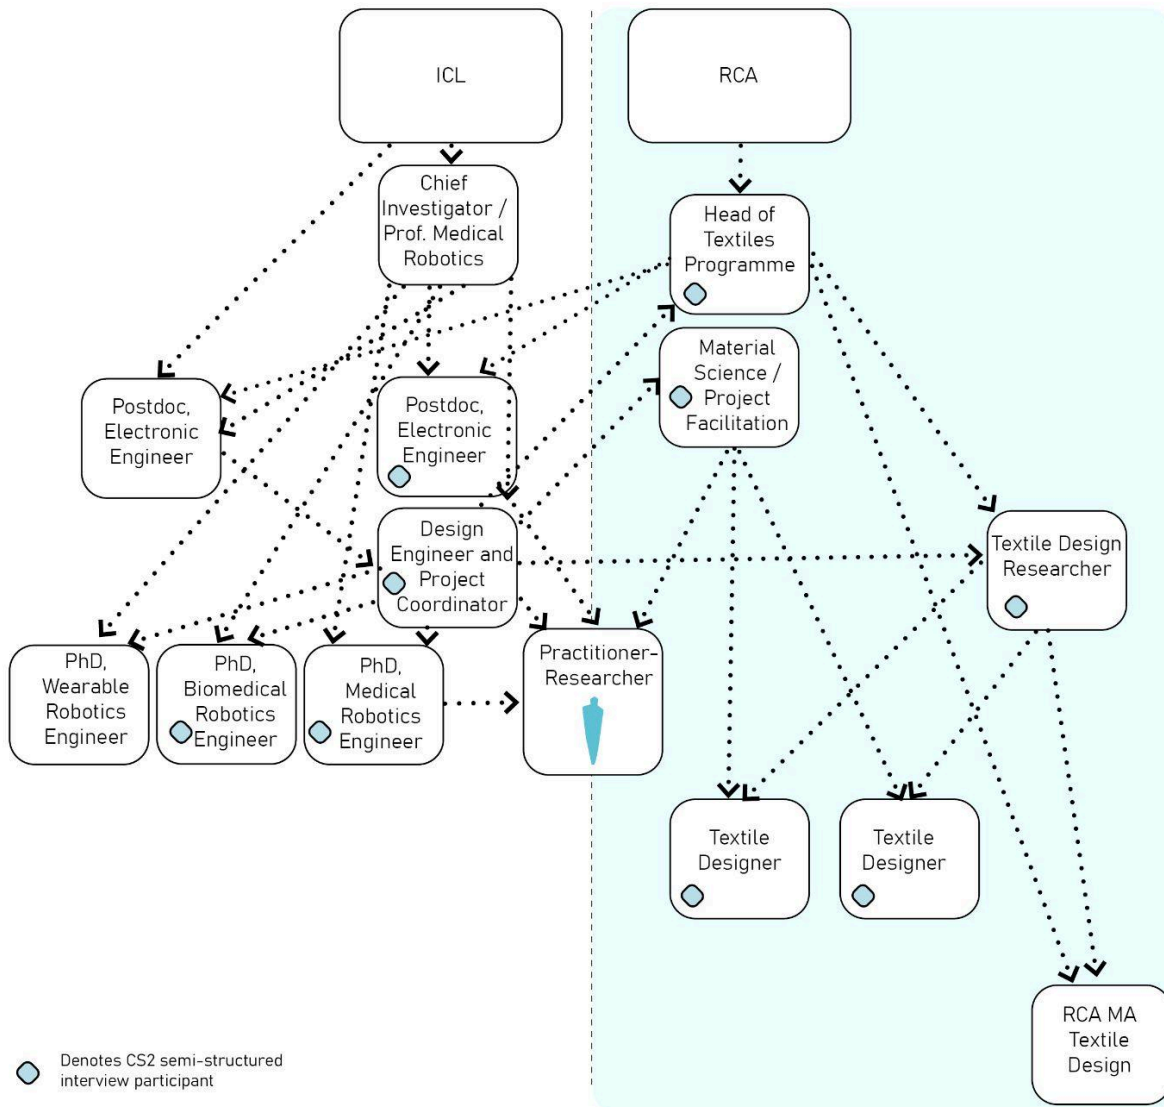 ICL
RCA
Chief
Investigator /
Prof. Medical
Robotics
Head of
Textiles
Programme
Material
Science /
Project
Facilitation
Postdoc,
Electronic
Engineer
Postdoc,
Electronic
Engineer
Design
Engineer and
Project
Coordinator
Textile Design
Researcher
PhD,
Wearable
Robotics
Engineer
PhD,
Biomedical
Robotics
Engineer
PhD,
Medical
Robotics
Engineer
Practitioner-
Researcher
Textile
Designer
Textile
Designer
RCA MA
Textile
Design
Denotes CS2 semi-structured
interview participant